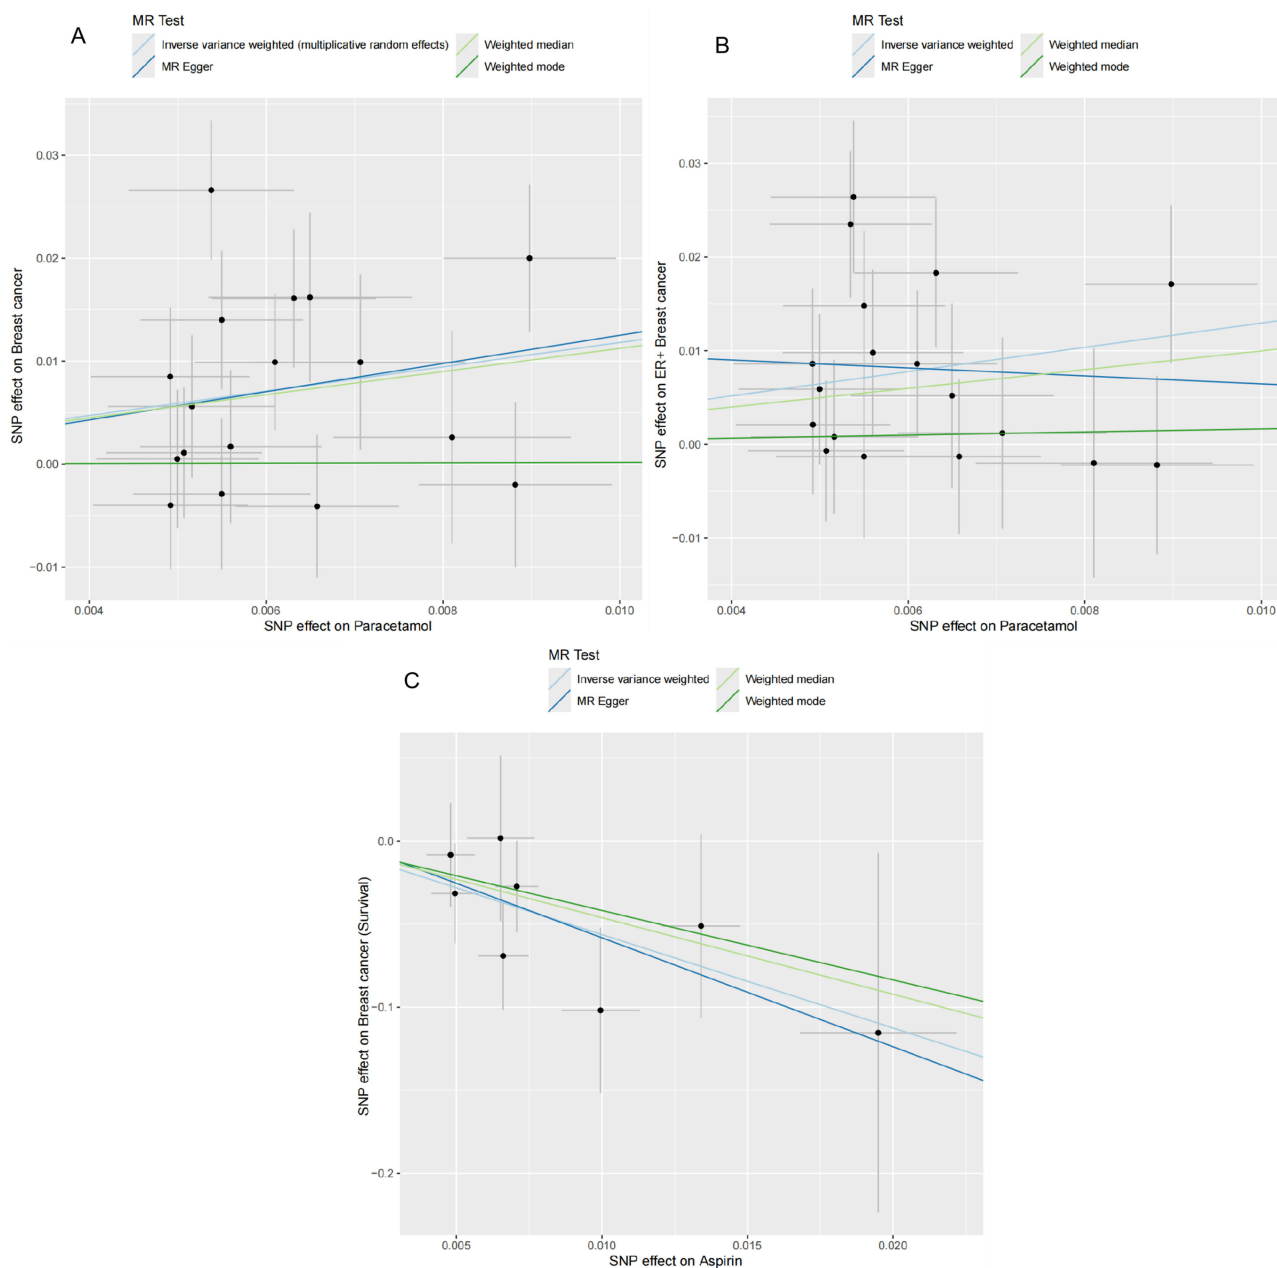 A
MR Test
Inverse variance weighted (multiplicative random effects)
Weighted median
MR Egger
Weighted mode
SNP effect on Breast cancer
0.03
0.02
0.01
0.00
−0.01
0.004
0.006
0.008
0.010
SNP effect on Paracetamol
B
MR Test
Inverse variance weighted
Weighted median
MR Egger
Weighted mode
SNP effect on ER+ Breast cancer
0.03
0.02
0.01
0.00
−0.01
0.004
0.006
0.008
0.010
SNP effect on Paracetamol
C
MR Test
Inverse variance weighted
Weighted median
MR Egger
Weighted mode
SNP effect on Breast cancer (Survival)
0.0
−0.1
−0.2
0.005
0.010
0.015
0.020
SNP effect on Aspirin